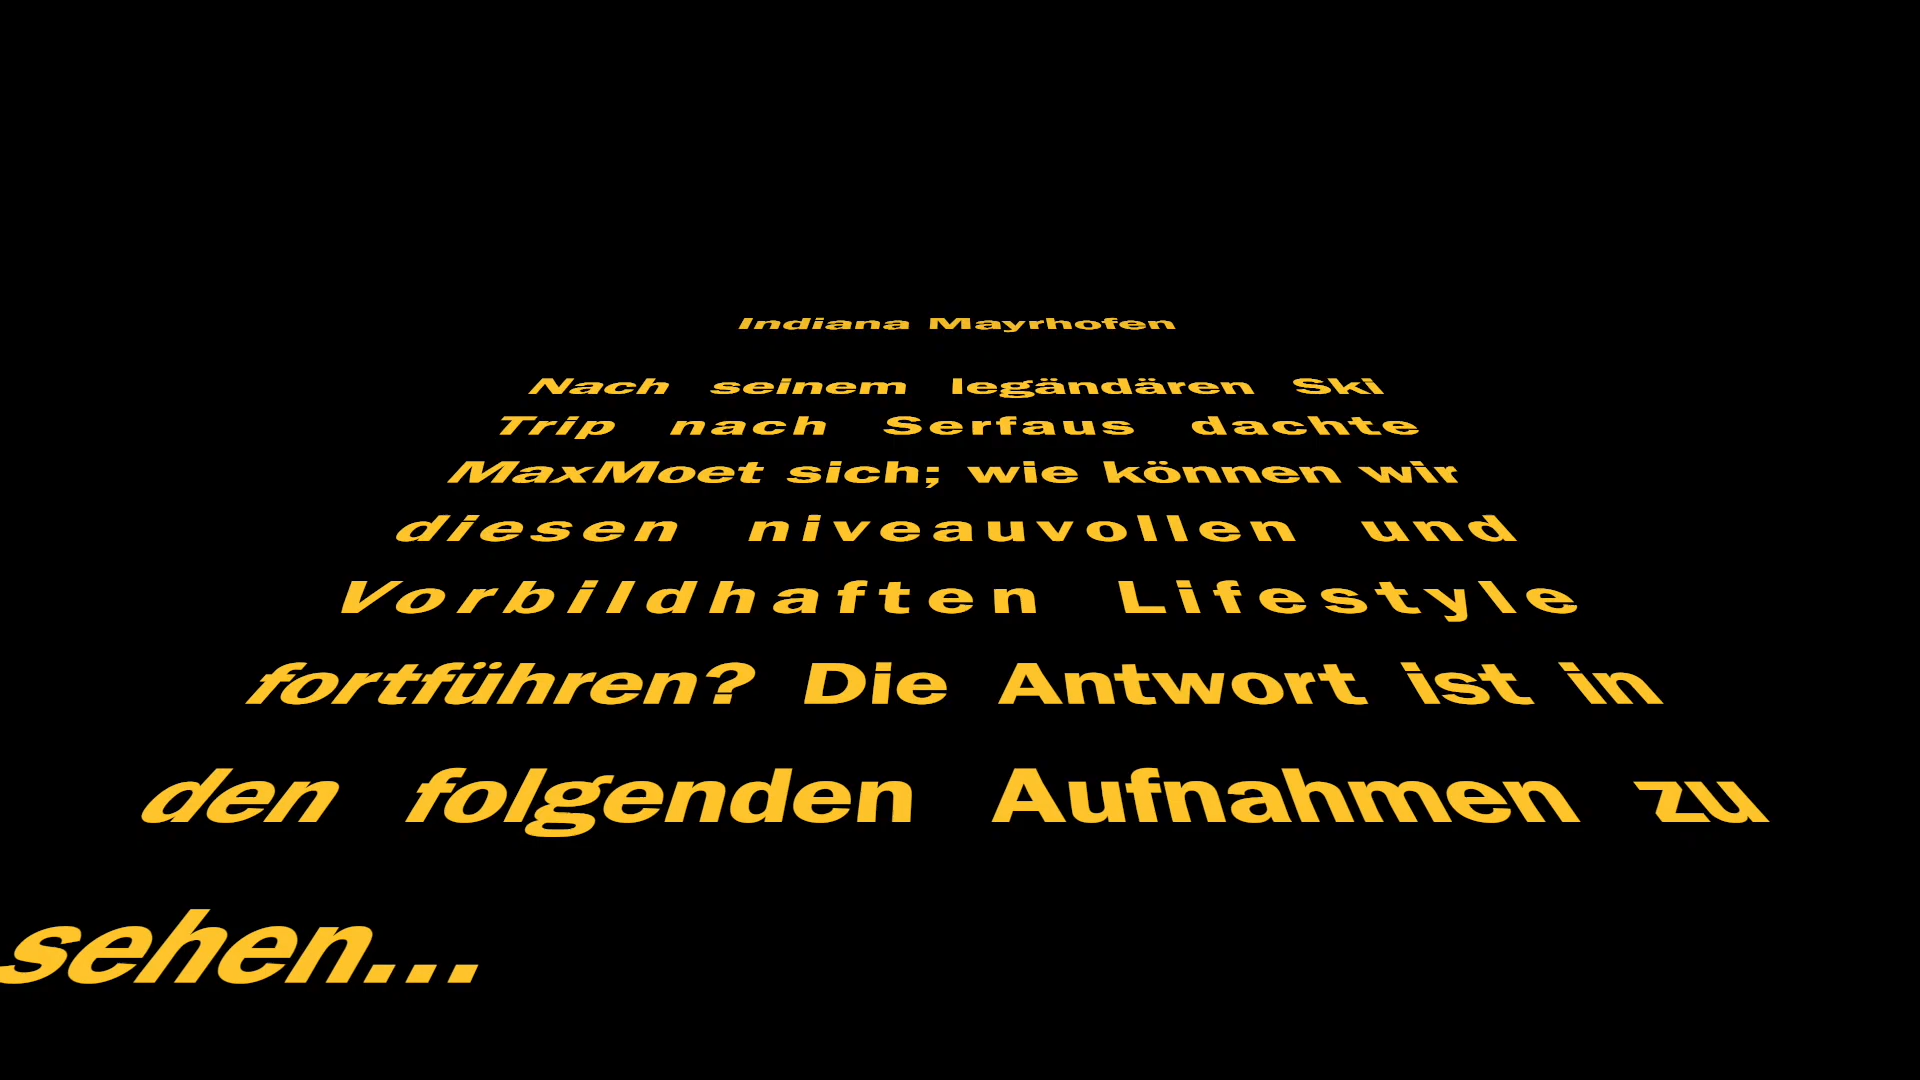 Indiana Mayrhofen
Nach seinem legändären Ski
Trip nach Serfaus dachte
MaxMoet sich; wie können wir
diesen niveauvollen und
Vorbildhaften Lifestyle
fortführen? Die Antwort ist in
den folgenden Aufnahmen zu
sehen...